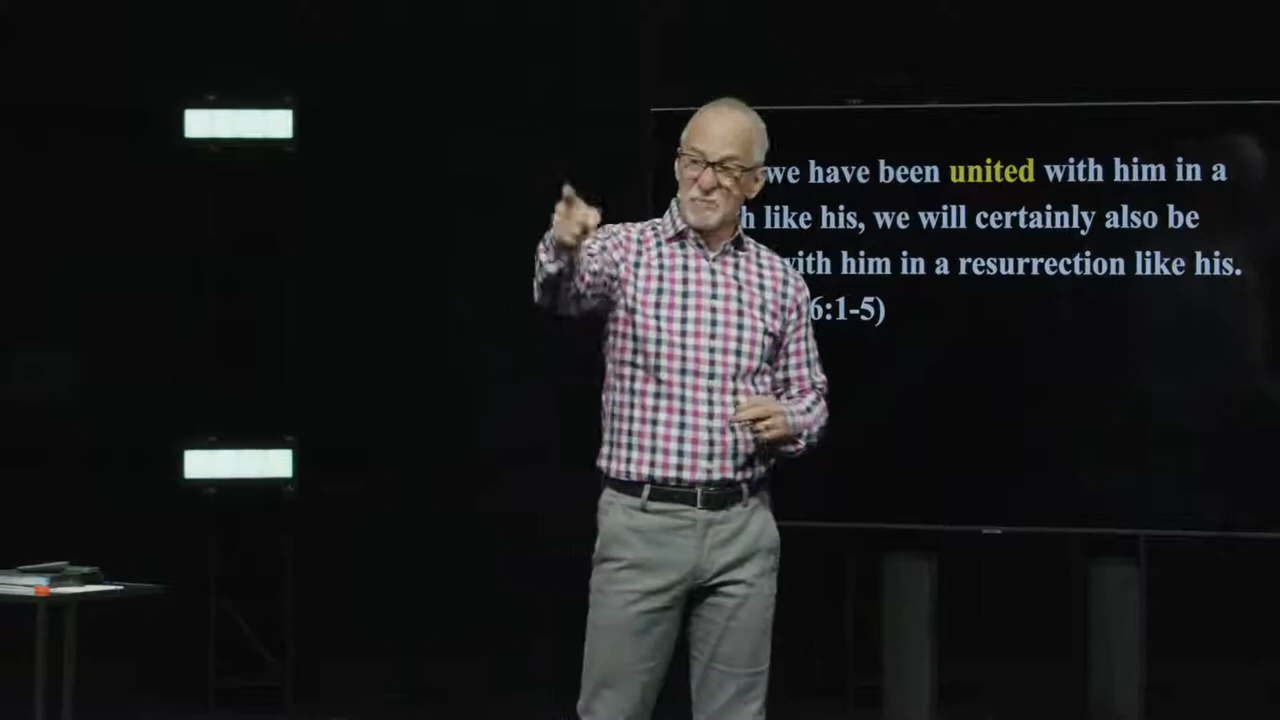 we have been united with him in a
h like his, we will certainly also be
with him in a resurrection like his.
6:1-5)